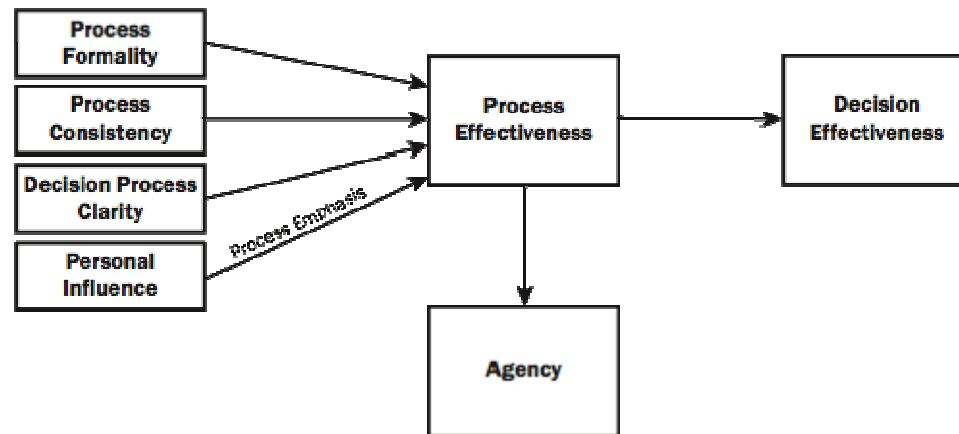 Process
Formality
Process
Consistency
Decision Process
Clarity
Personal
Influence
Process Emphasis
Process
Effectiveness
Decision
Effectiveness
Agency